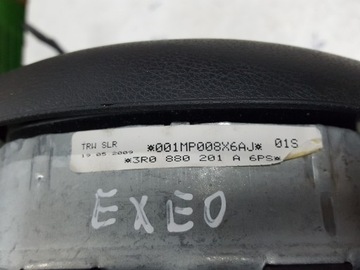 TRW SLR *001MP008X6AJ* 01S
19 05 2009 *3R0 880 201 A 6PS*
EXEO